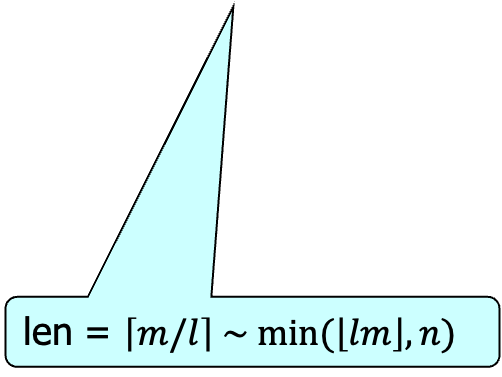 len = ⌈m/l⌉ ~ min(⌊lm⌋, n)